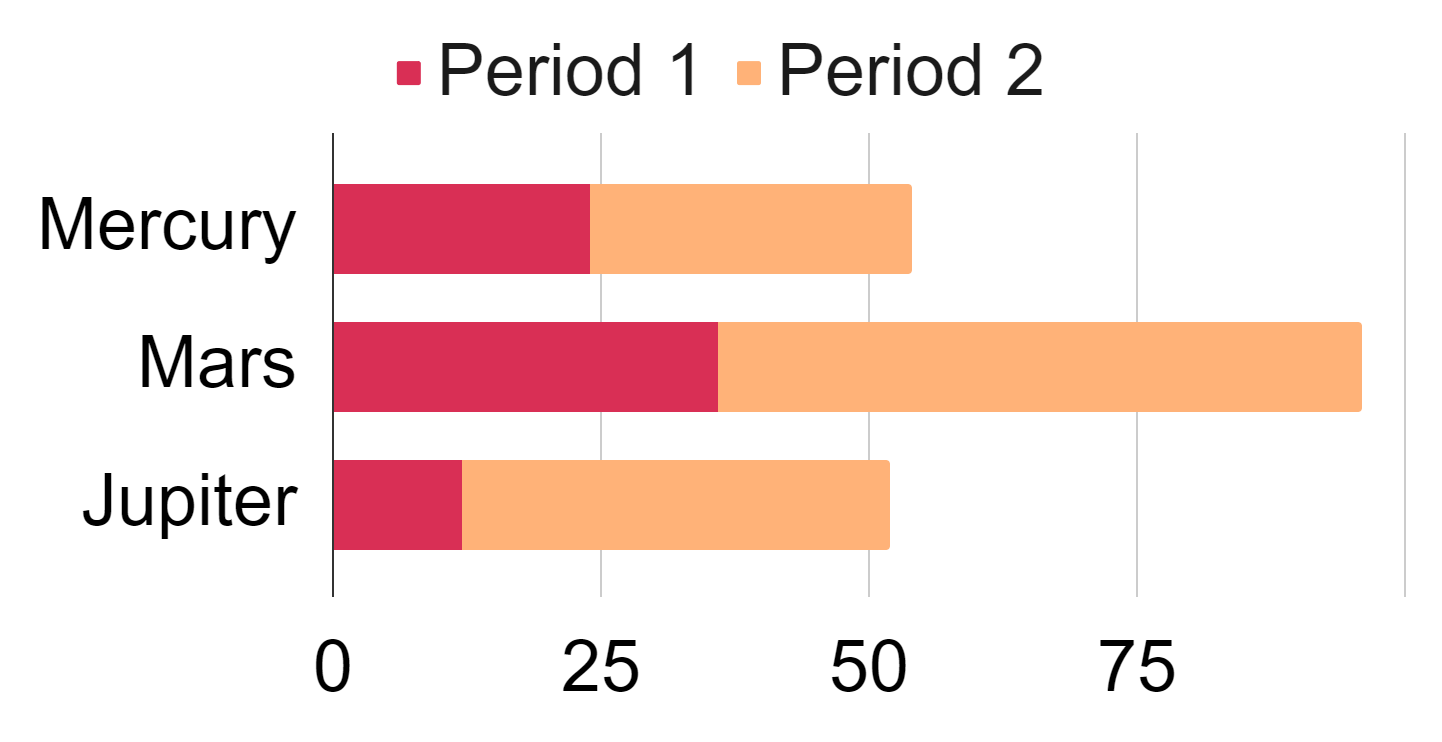 Period 1 Period 2
Mercury
Mars
Jupiter
0 25 50 75